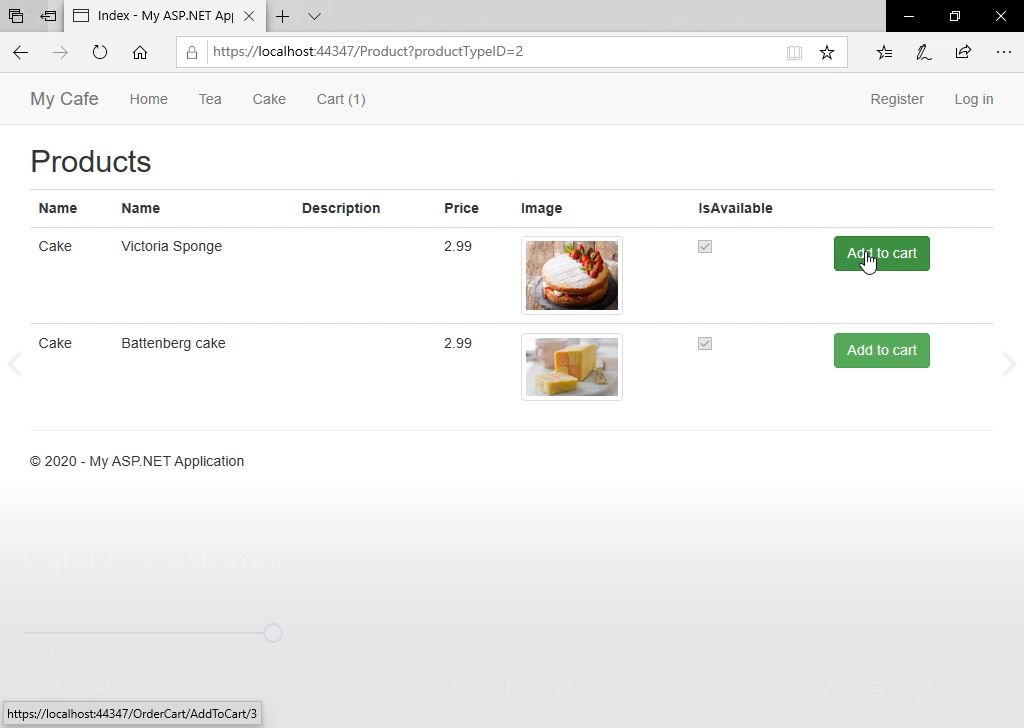 Index - My ASP.NET Ap
https://localhost:44347/Product?productTypeID=2
My Cafe Home Tea Cake Cart (1) Register Log in
Products
Name Name Description Price Image IsAvailable
Cake Victoria Sponge 2.99 Add to cart
Cake Battenberg cake 2.99 Add to cart
© 2020 - My ASP.NET Application
CafeO - Customer
https://localhost:44347/OrderCart/AddToCart/3